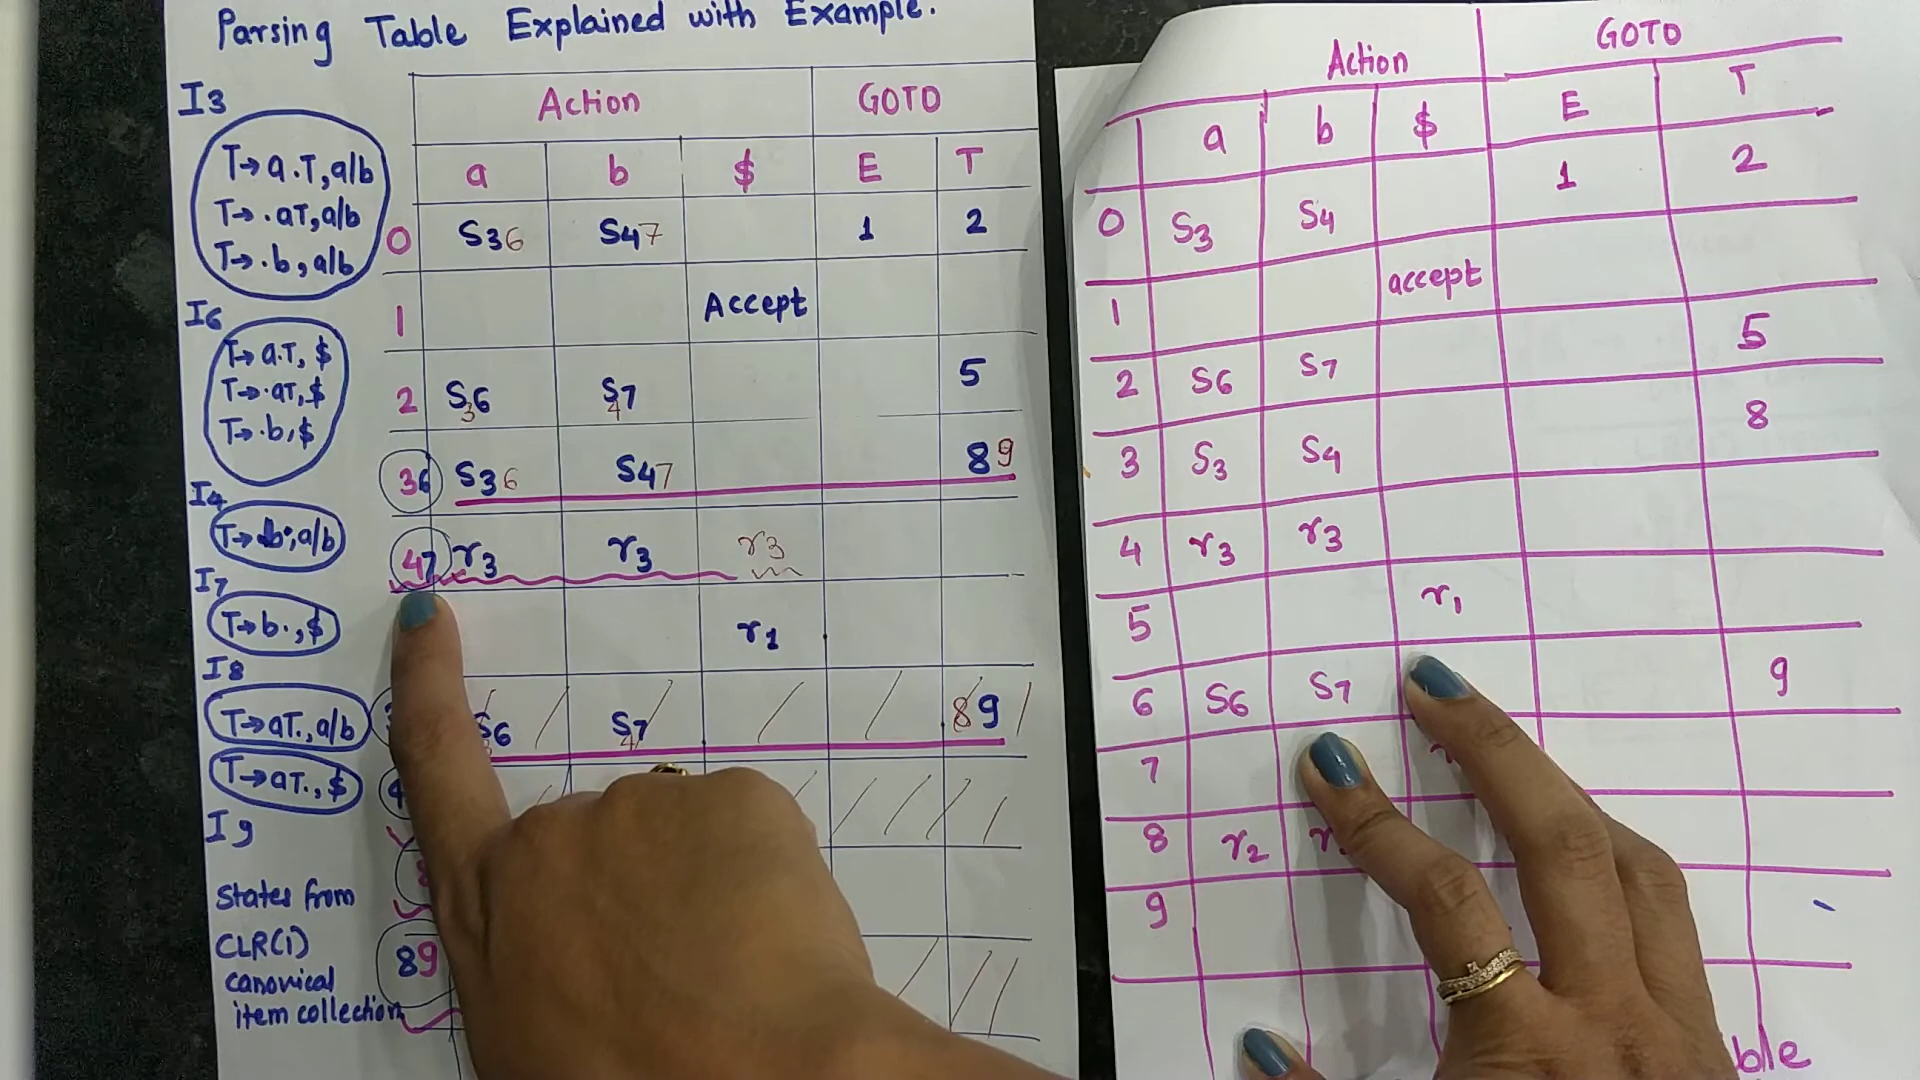 Parsing Table Explained with Example.
I3
T→a.T, a/b
T→.aT, a/b
T→.b, a/b
I6
T→a.T, $
T→.aT, $
T→.b, $
I4
T→b., a/b
I7
T→b., $
I8
T→aT., a/b
T→aT., $
I9
States from
CLR(1)
canonical
item collection
Action GOTO
a b $ E T
0 S36 S47 1 2
1 Accept
2 S36 S47 5
36 S36 S47 89
47 r3 r3 r3
r1
S6 S7 89
89
Action GOTO
a b $ E T
0 S3 S4 1 2
1 accept
2 S6 S7 5
3 S3 S4 8
4 r3 r3
5 r1
6 S6 S7 9
7
8 r2
9